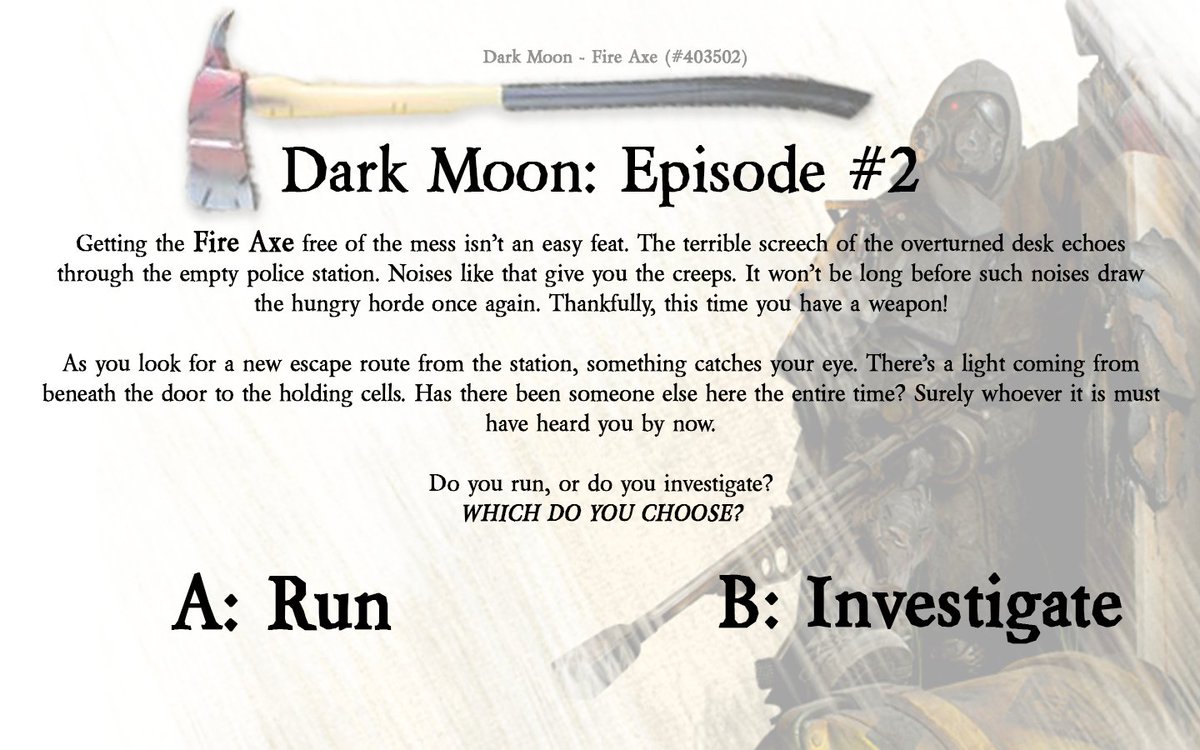 Dark Moon - Fire Axe (#403502)
Dark Moon: Episode #2
Getting the Fire Axe free of the mess isn’t an easy feat. The terrible screech of the overturned desk echoes
through the empty police station. Noises like that give you the creeps. It won’t be long before such noises draw
the hungry horde once again. Thankfully, this time you have a weapon!
As you look for a new escape route from the station, something catches your eye. There’s a light coming from
beneath the door to the holding cells. Has there been someone else here the entire time? Surely whoever it is must
have heard you by now.
Do you run, or do you investigate?
WHICH DO YOU CHOOSE?
A: Run
B: Investigate